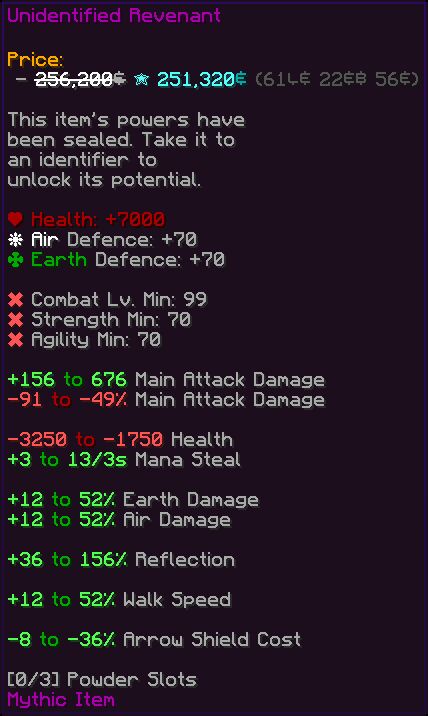 Unidentified Revenant
Price:
- 256,200² ✮ 251,320² (61L² 22²½ 56²)
This item's powers have
been sealed. Take it to
an identifier to
unlock its potential.
❤ Health: +7000
❋ Air Defence: +70
✤ Earth Defence: +70
✖ Combat Lv. Min: 99
✖ Strength Min: 70
✖ Agility Min: 70
+156 to 676 Main Attack Damage
-91 to -49% Main Attack Damage
-3250 to -1750 Health
+3 to 13/3s Mana Steal
+12 to 52% Earth Damage
+12 to 52% Air Damage
+36 to 156% Reflection
+12 to 52% Walk Speed
-8 to -36% Arrow Shield Cost
[0/3] Powder Slots
Mythic Item